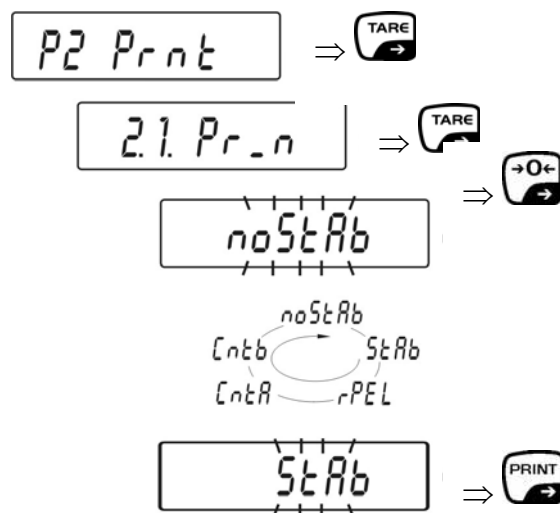 P2 Prnt ⇒ TARE
2.1. Pr_n ⇒ TARE
⇒ →0←
noStAb
noStAb
Cntb StAb
CntA rPEL
StAb ⇒ PRINT